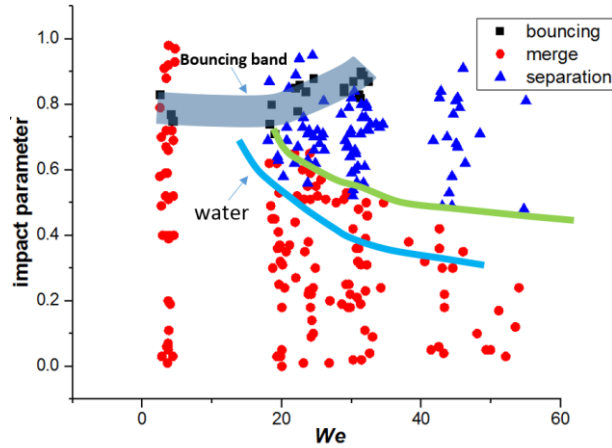 bouncing
merge
separation
Bouncing band
water
impact parameter
1.0
0.8
0.6
0.4
0.2
0.0
0
20
40
60
We